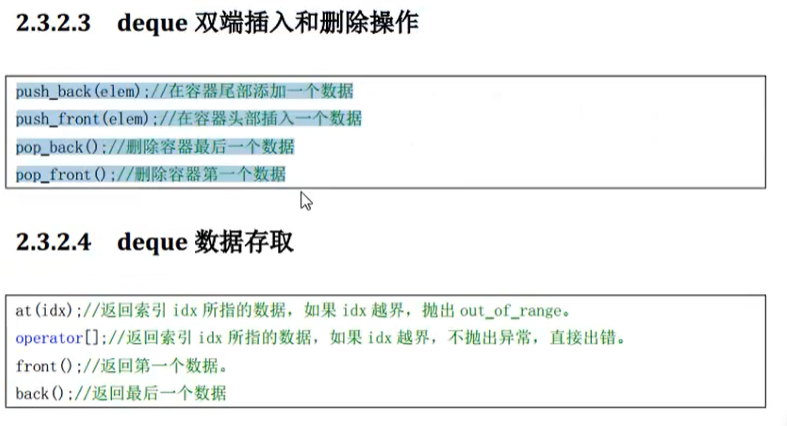 2.3.2.3 deque 双端插入和删除操作
push_back(elem);//在容器尾部添加一个数据
push_front(elem);//在容器头部插入一个数据
pop_back();//删除容器最后一个数据
pop_front();//删除容器第一个数据
2.3.2.4 deque 数据存取
at(idx);//返回索引 idx 所指的数据，如果 idx 越界，抛出 out_of_range。
operator[];//返回索引 idx 所指的数据，如果 idx 越界，不抛出异常，直接出错。
front();//返回第一个数据。
back();//返回最后一个数据